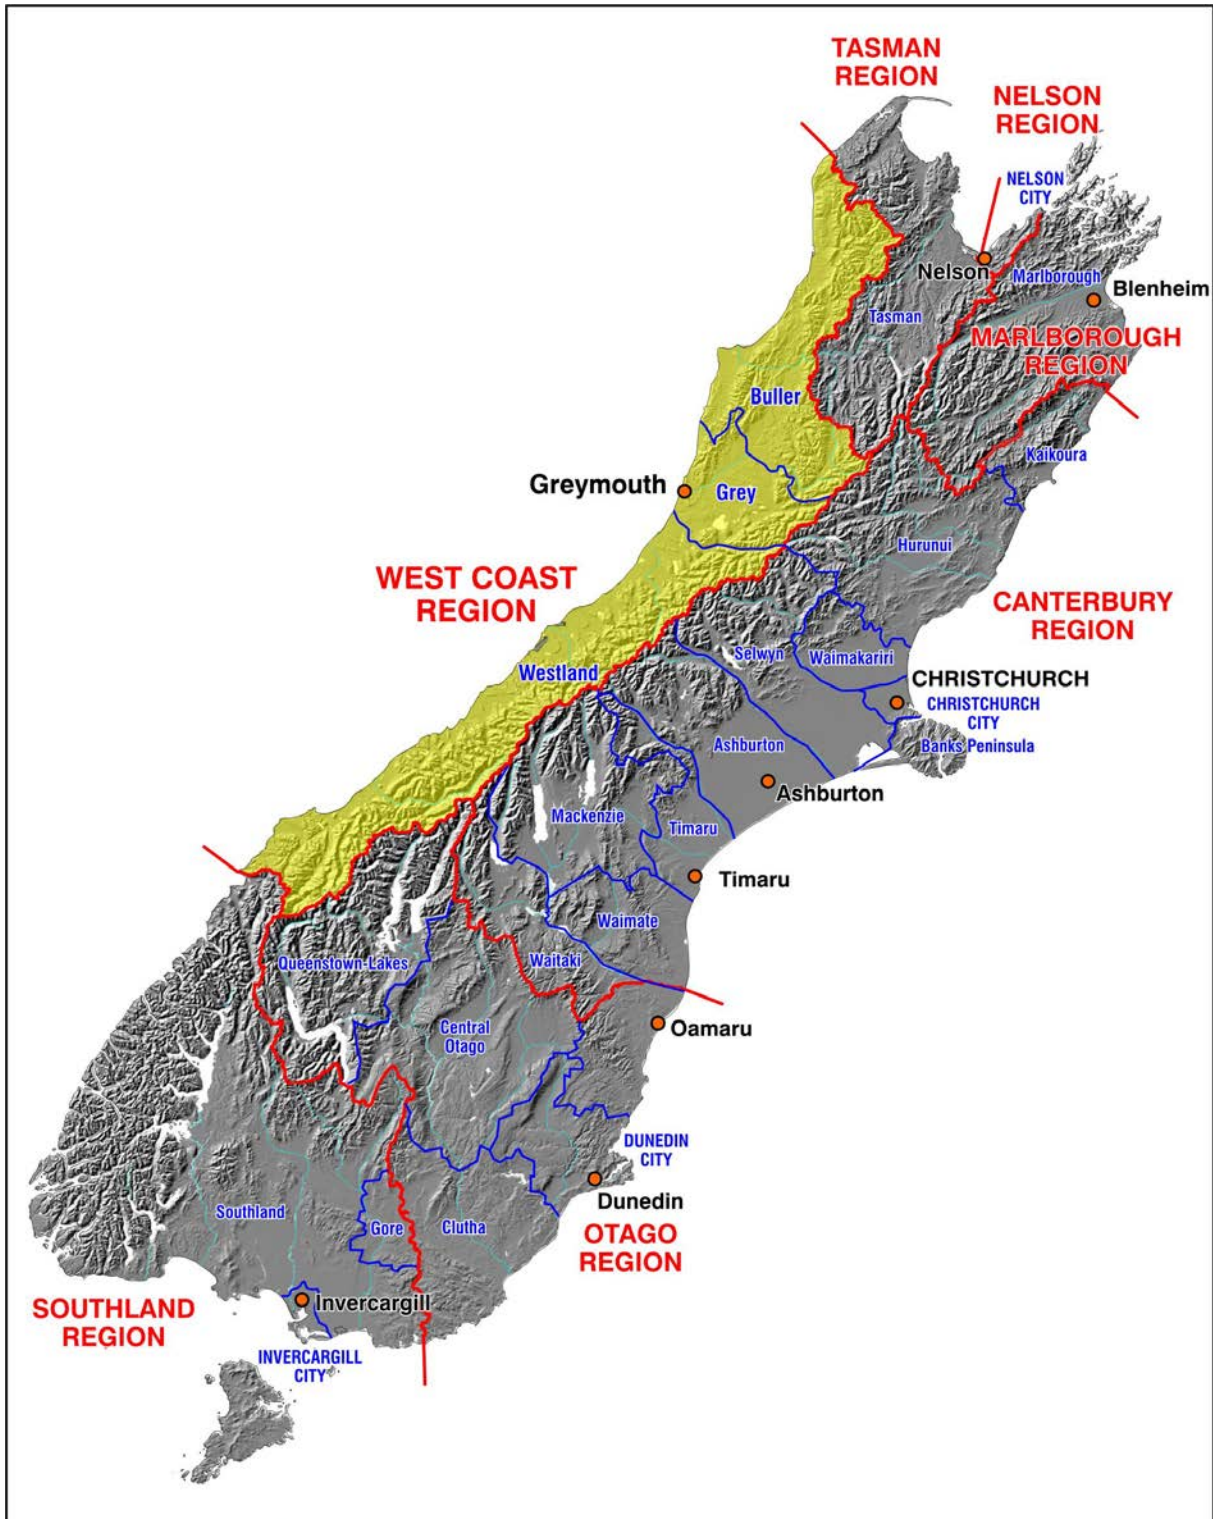 TASMAN
REGION
NELSON
REGION
NELSON
CITY
Nelson
Marlborough
Blenheim
Tasman
MARLBOROUGH
REGION
Buller
Kaikoura
Greymouth
Grey
Hurunui
WEST COAST
REGION
CANTERBURY
REGION
Selwyn
Waimakariri
Westland
CHRISTCHURCH
CHRISTCHURCH
CITY
Banks Peninsula
Ashburton
Ashburton
Mackenzie
Timaru
Timaru
Waimate
Waitaki
Queenstown-Lakes
Central
Otago
Oamaru
DUNEDIN
CITY
Dunedin
Southland
Gore
Clutha
OTAGO
REGION
SOUTHLAND
REGION
Invercargill
INVERCARGILL
CITY